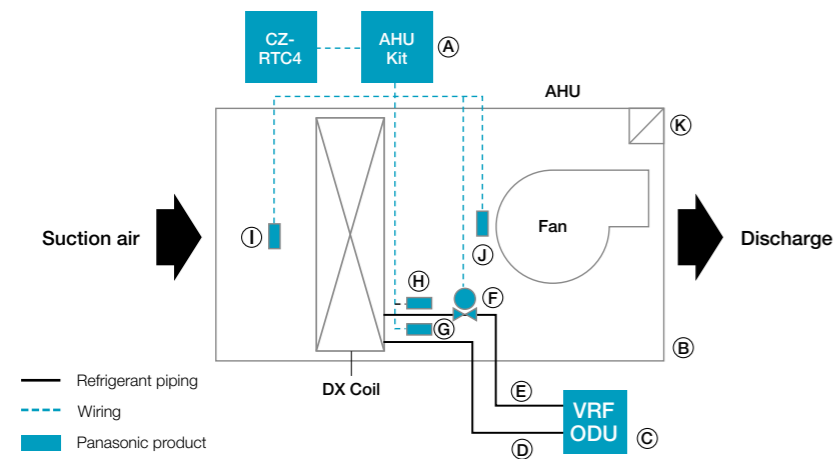 CZ-
RTC4
AHU
Kit
Ⓐ
AHU
Ⓚ
Suction air
Ⓘ
Fan
Ⓙ
Discharge
Ⓗ
Ⓕ
Ⓖ
Ⓑ
DX Coil
Refrigerant piping
Wiring
Panasonic product
Ⓔ
VRF
ODU
Ⓒ
Ⓓ